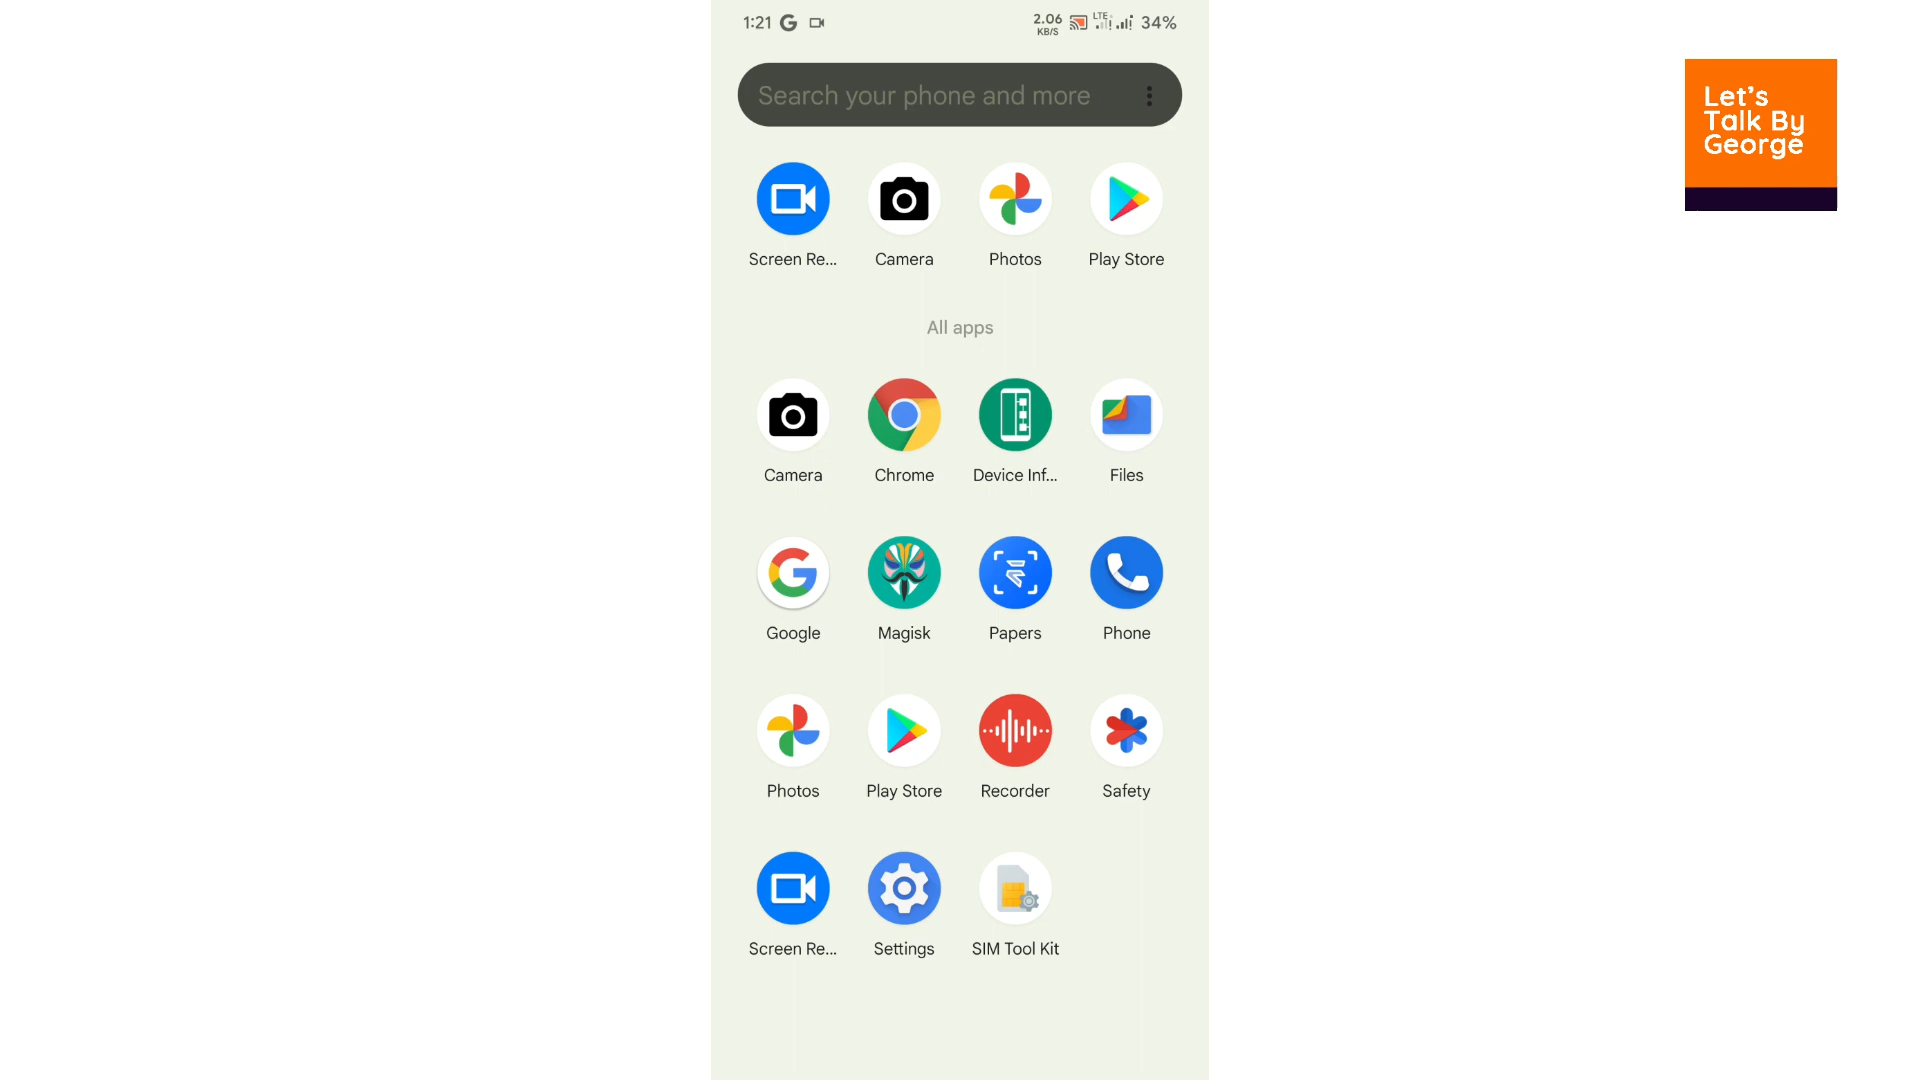 1:21
2.06
KB/S
LTE
34%
Let's
Talk By
George
Search your phone and more
Screen Re...
Camera
Photos
Play Store
All apps
Camera
Chrome
Device Inf...
Files
Google
Magisk
Papers
Phone
Photos
Play Store
Recorder
Safety
Screen Re...
Settings
SIM Tool Kit